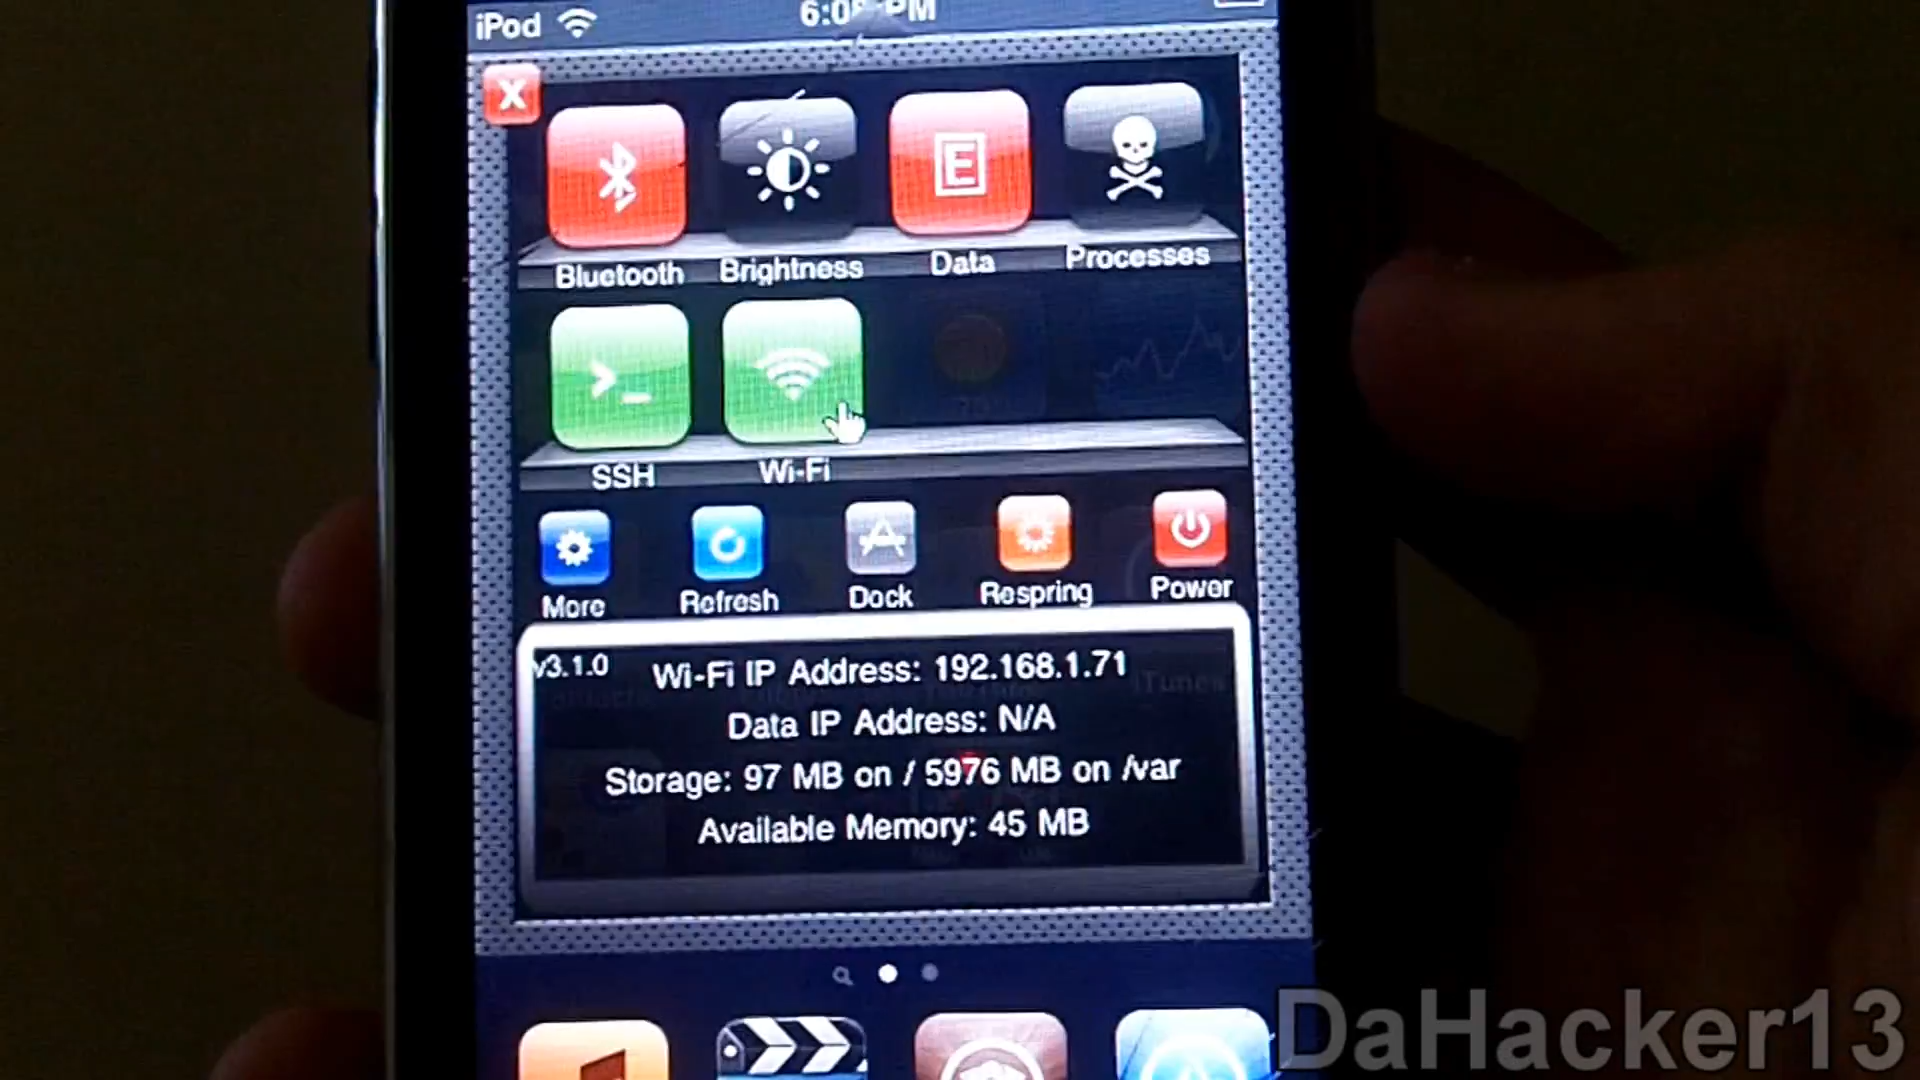 iPod
X
E
Bluetooth Brightness Data Processes
>_
SSH Wi-Fi
More Refresh Dock Respring Power
v3.1.0 Wi-Fi IP Address: 192.168.1.71
Data IP Address: N/A
Storage: 97 MB on / 5976 MB on /var
Available Memory: 45 MB
iTunes
DaHacker13